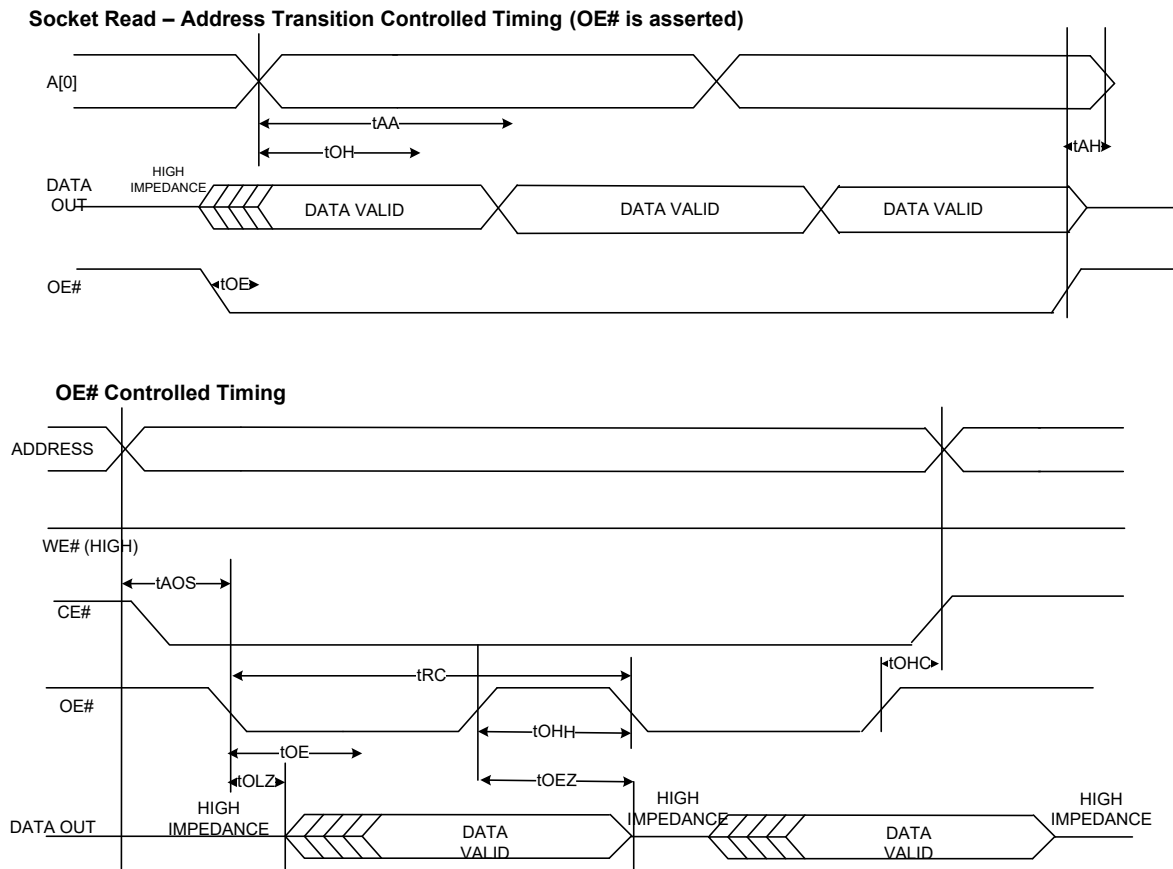 Socket Read – Address Transition Controlled Timing (OE# is asserted)
A[0]
tAA
tOH
tAH
HIGH
IMPEDANCE
DATA
OUT
DATA VALID
DATA VALID
DATA VALID
tOE
OE#
OE# Controlled Timing
ADDRESS
WE# (HIGH)
tAOS
CE#
tOHC
tRC
OE#
tOHH
tOE
tOLZ
tOEZ
HIGH
IMPEDANCE
HIGH
IMPEDANCE
HIGH
IMPEDANCE
DATA OUT
DATA
VALID
DATA
VALID